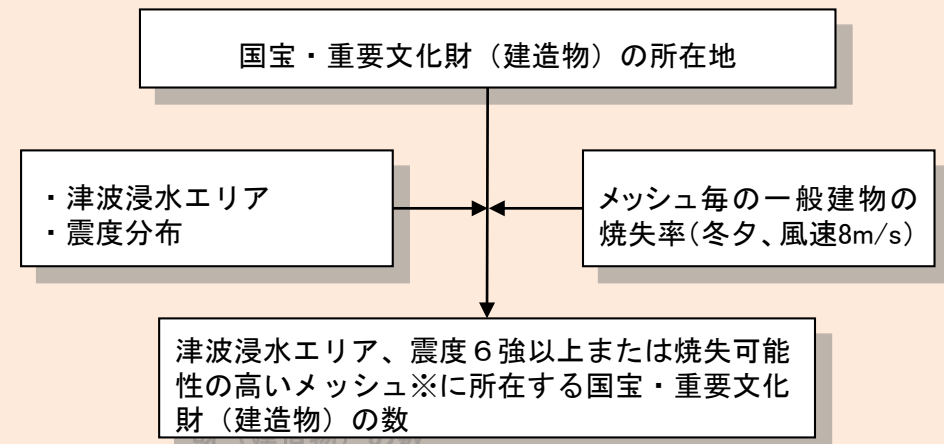 国宝・重要文化財（建造物）の所在地
・津波浸水エリア
・震度分布
メッシュ毎の一般建物の
焼失率（冬夕、風速8m/s）
津波浸水エリア、震度６強以上または焼失可能
性の高いメッシュ※に所在する国宝・重要文化
財（建造物）の数